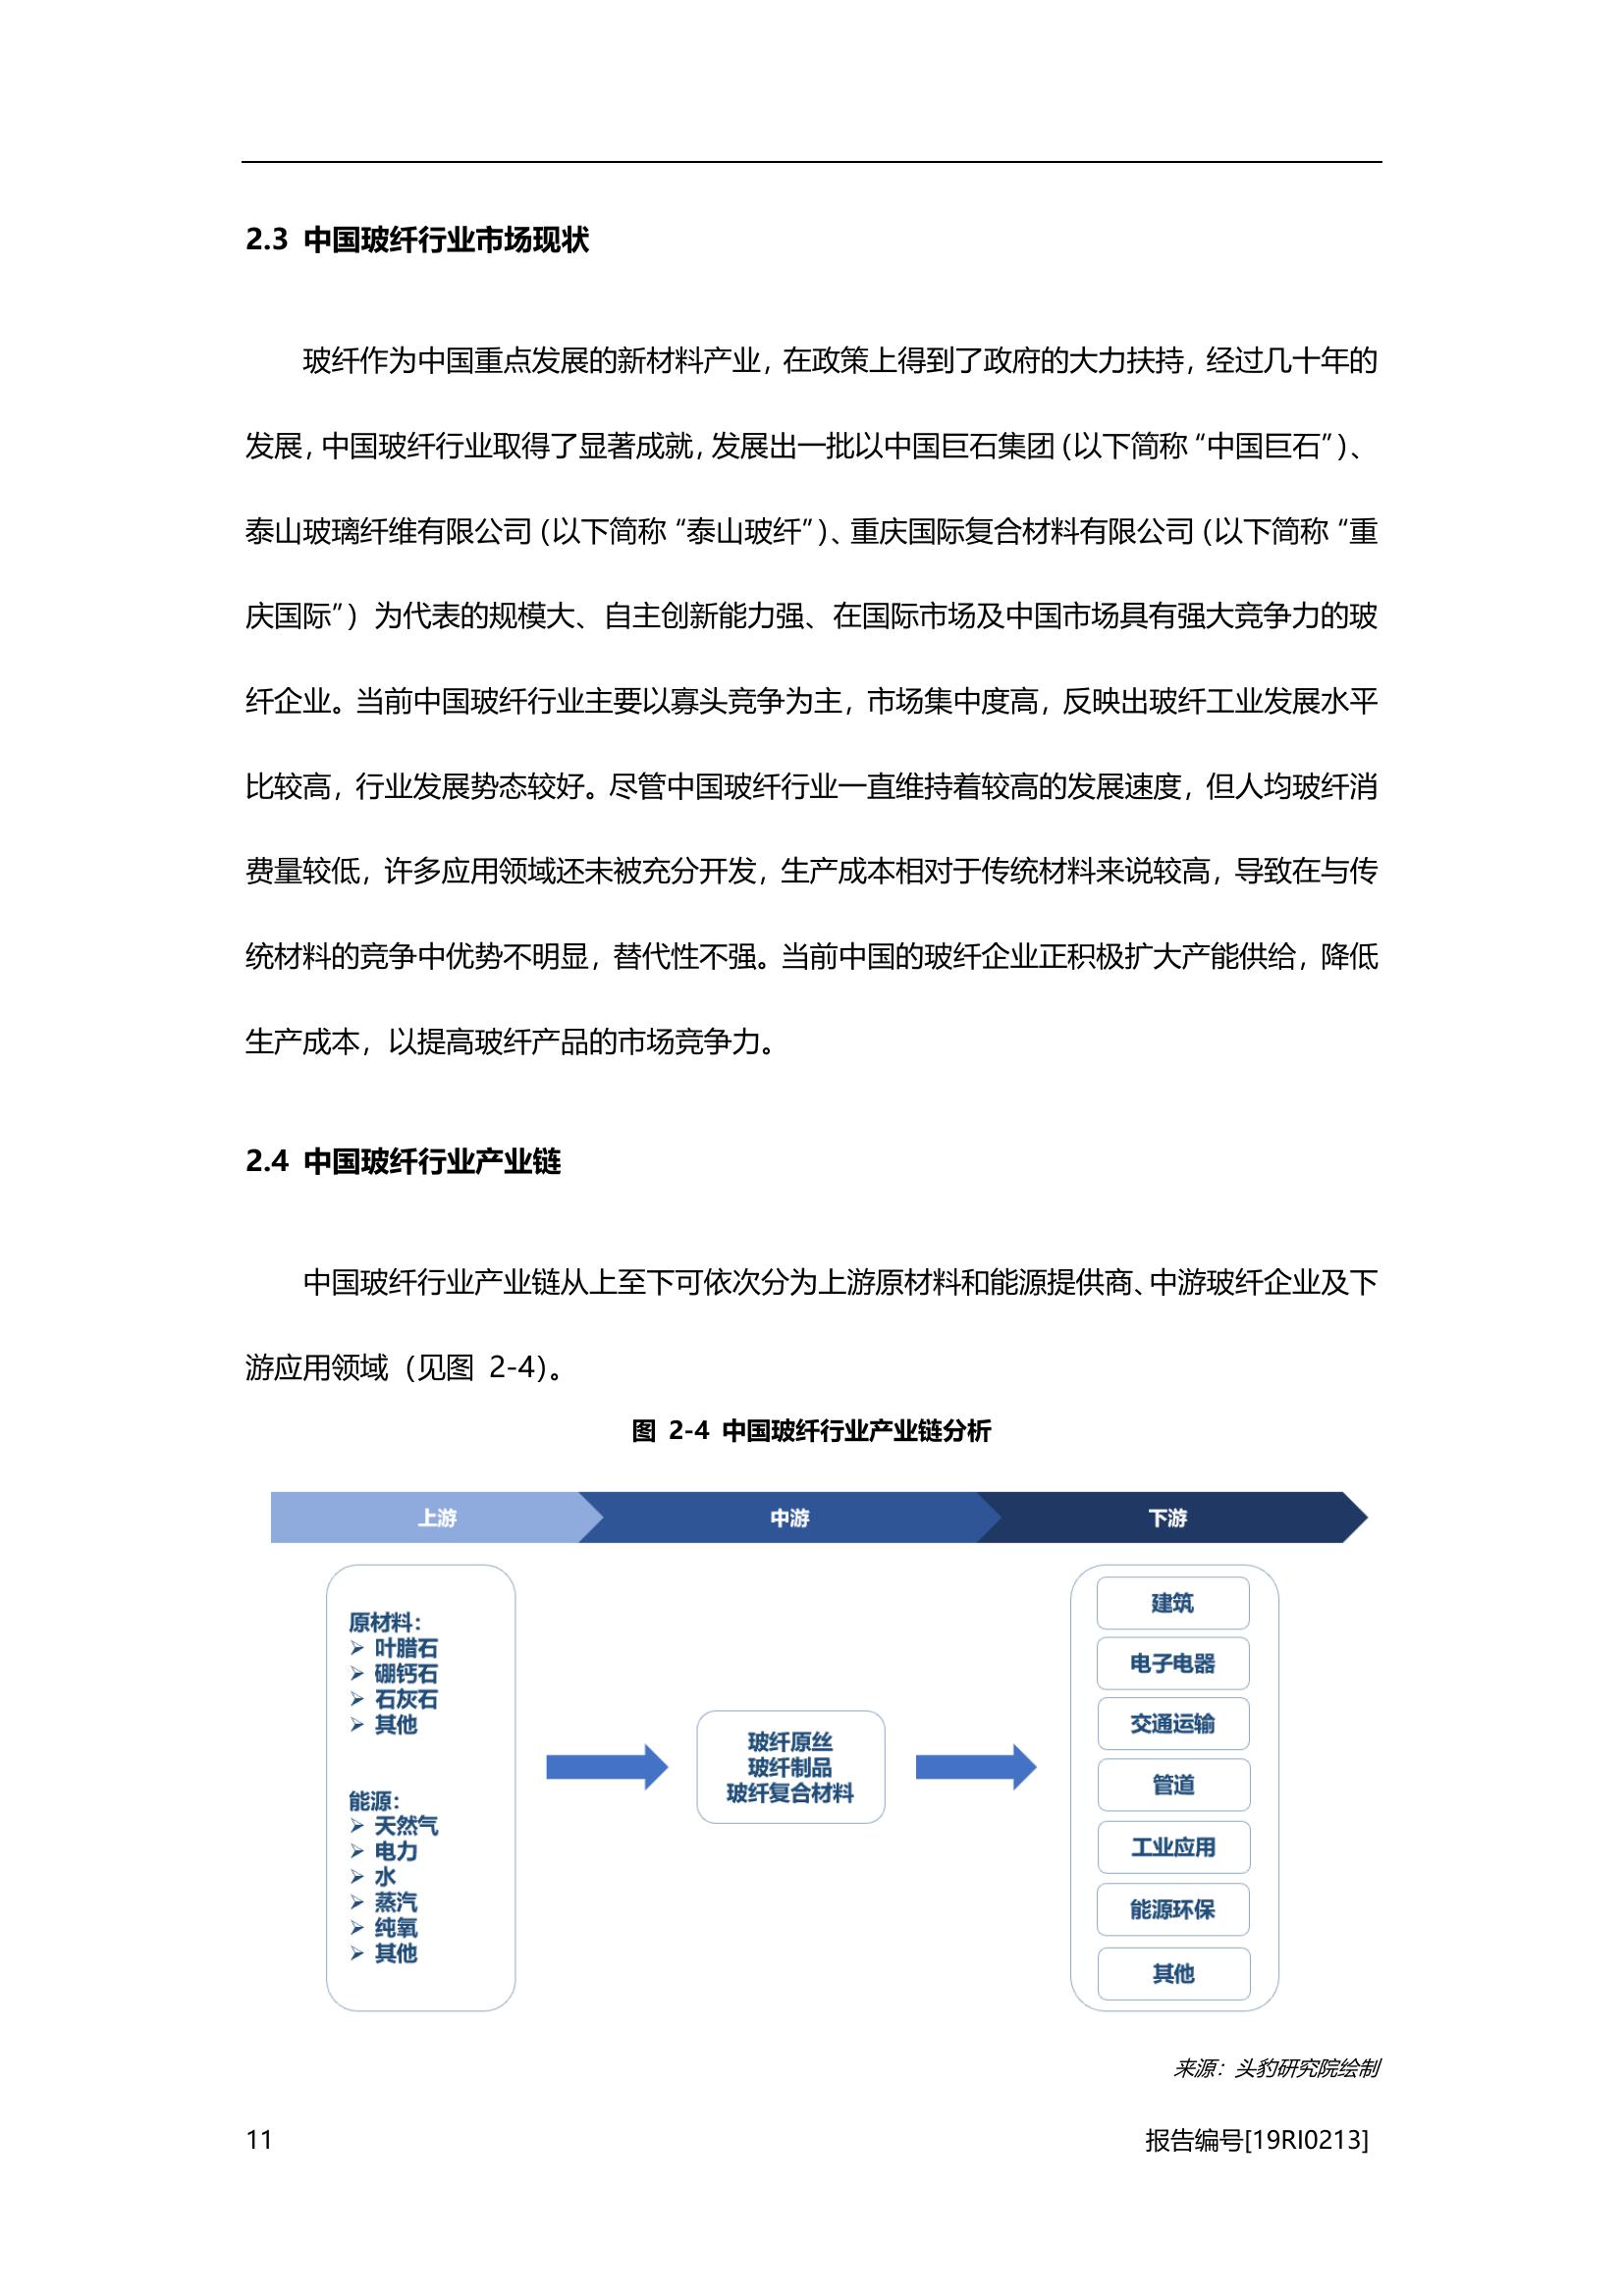 2.3 中国玻纤行业市场现状
玻纤作为中国重点发展的新材料产业，在政策上得到了政府的大力扶持，经过几十年的
发展，中国玻纤行业取得了显著成就，发展出一批以中国巨石集团（以下简称“中国巨石”）、
泰山玻璃纤维有限公司（以下简称“泰山玻纤”）、重庆国际复合材料有限公司（以下简称“重
庆国际”）为代表的规模大、自主创新能力强、在国际市场及中国市场具有强大竞争力的玻
纤企业。当前中国玻纤行业主要以寡头竞争为主，市场集中度高，反映出玻纤工业发展水平
比较高，行业发展势态较好。尽管中国玻纤行业一直维持着较高的发展速度，但人均玻纤消
费量较低，许多应用领域还未被充分开发，生产成本相对于传统材料来说较高，导致在与传
统材料的竞争中优势不明显，替代性不强。当前中国的玻纤企业正积极扩大产能供给，降低
生产成本，以提高玻纤产品的市场竞争力。
2.4 中国玻纤行业产业链
中国玻纤行业产业链从上至下可依次分为上游原材料和能源提供商、中游玻纤企业及下
游应用领域（见图 2-4）。
图 2-4 中国玻纤行业产业链分析
上游
中游
下游
原材料：
➢ 叶腊石
➢ 硼钙石
➢ 石灰石
➢ 其他
能源：
➢ 天然气
➢ 电力
➢ 水
➢ 蒸汽
➢ 纯氧
➢ 其他
玻纤原丝
玻纤制品
玻纤复合材料
建筑
电子电器
交通运输
管道
工业应用
能源环保
其他
来源：头豹研究院绘制
11
报告编号[19RI0213]